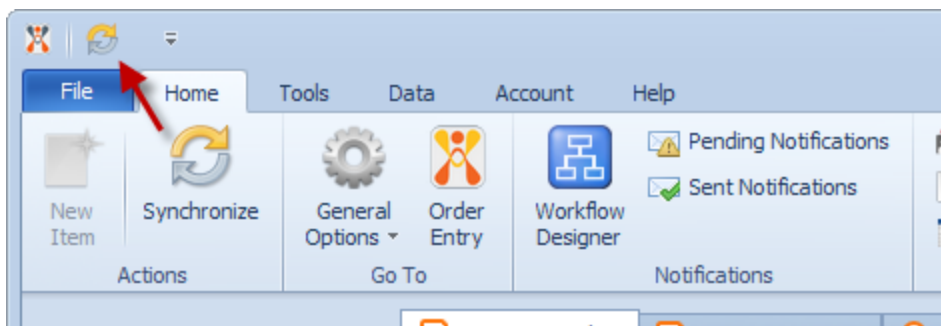 File Home Tools Data Account Help
Pending Notifications
Sent Notifications
New Item
Synchronize
General Options
Order Entry
Workflow Designer
Actions
Go To
Notifications